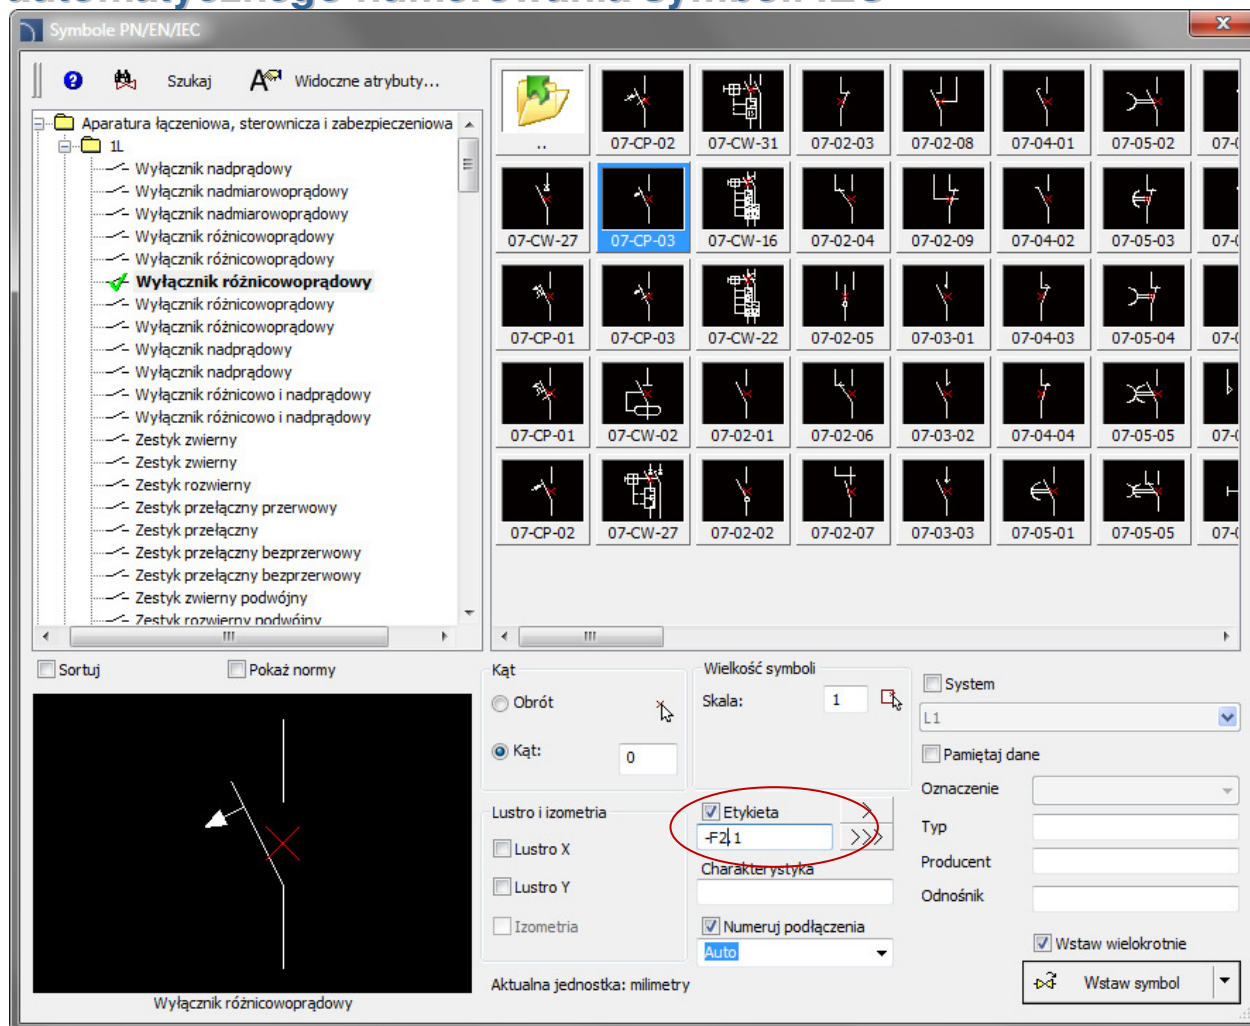 automatycznego numerowania symboli IEC
Symbole PN/EN/IEC
Szukaj
Widoczne atrybuty...
Aparatura łączeniowa, sterownicza i zabezpieczeniowa
1L
Wyłącznik nadprądowy
Wyłącznik nadmiarowoprądowy
Wyłącznik nadmiarowoprądowy
Wyłącznik różnicowoprądowy
Wyłącznik różnicowoprądowy
Wyłącznik różnicowoprądowy
Wyłącznik różnicowoprądowy
Wyłącznik różnicowoprądowy
Wyłącznik nadprądowy
Wyłącznik nadprądowy
Wyłącznik różnicowo i nadprądowy
Wyłącznik różnicowo i nadprądowy
Zestyk zwierny
Zestyk zwierny
Zestyk rozwierny
Zestyk przełączny przerwowy
Zestyk przełączny
Zestyk przełączny bezprzerwowy
Zestyk przełączny bezprzerwowy
Zestyk zwierny podwójny
Zestyk rozwierny podwójny
.. 07-CP-02 07-CW-31 07-02-03 07-02-08 07-04-01 07-05-02
07-CW-27 07-CP-03 07-CW-16 07-02-04 07-02-09 07-04-02 07-05-03
07-CP-01 07-CP-03 07-CW-22 07-02-05 07-03-01 07-04-03 07-05-04
07-CP-01 07-CW-02 07-02-01 07-02-06 07-03-02 07-04-04 07-05-05
07-CP-02 07-CW-27 07-02-02 07-02-07 07-03-03 07-05-01 07-05-05
Sortuj
Pokaż normy
Wyłącznik różnicowoprądowy
Kąt
Obrót
Kąt:
0
Lustro i izometria
Lustro X
Lustro Y
Izometria
Aktualna jednostka: milimetry
Wielkość symboli
Skala:
1
Etykieta
>
-F2,1
>>>
Charakterystyka
Numeruj podłączenia
Auto
System
L1
Pamiętaj dane
Oznaczenie
Typ
Producent
Odnośnik
Wstaw wielokrotnie
Wstaw symbol